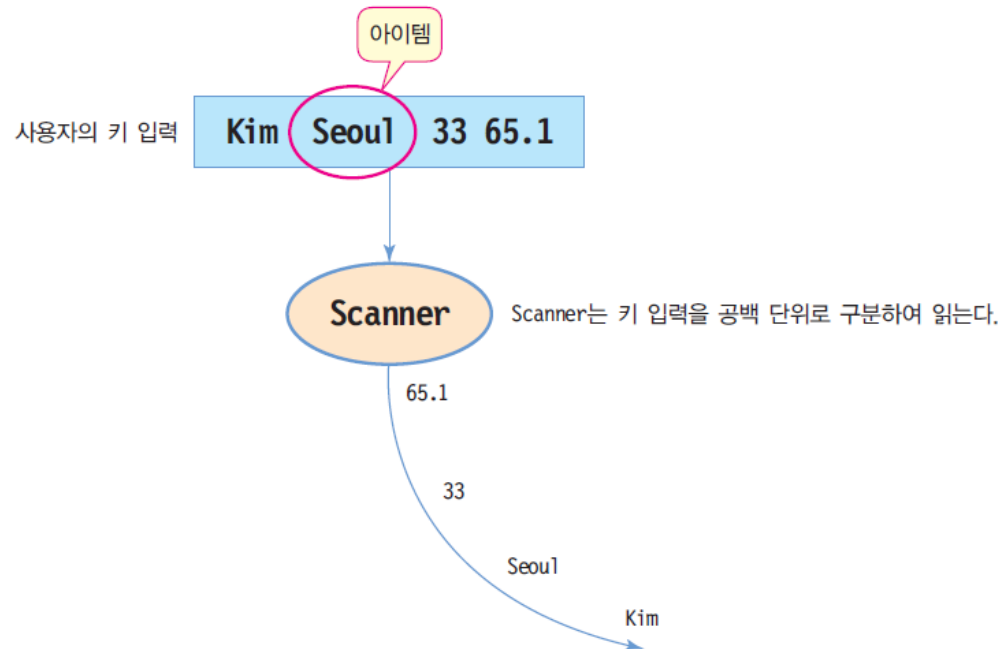 아이템
사용자의 키 입력 Kim Seoul 33 65.1
Scanner Scanner는 키 입력을 공백 단위로 구분하여 읽는다.
65.1
33
Seoul
Kim